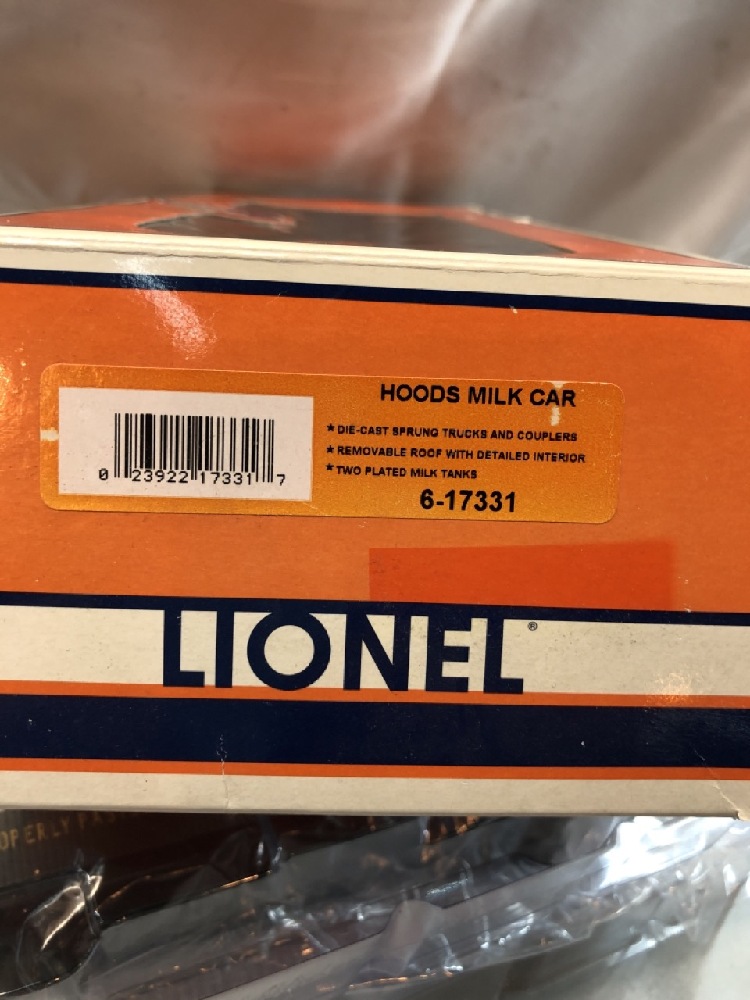 HOODS MILK CAR
* DIE-CAST SPRUNG TRUCKS AND COUPLERS
* REMOVABLE ROOF WITH DETAILED INTERIOR
* TWO PLATED MILK TANKS
6-17331
0 23922 17331 7
LIONEL®